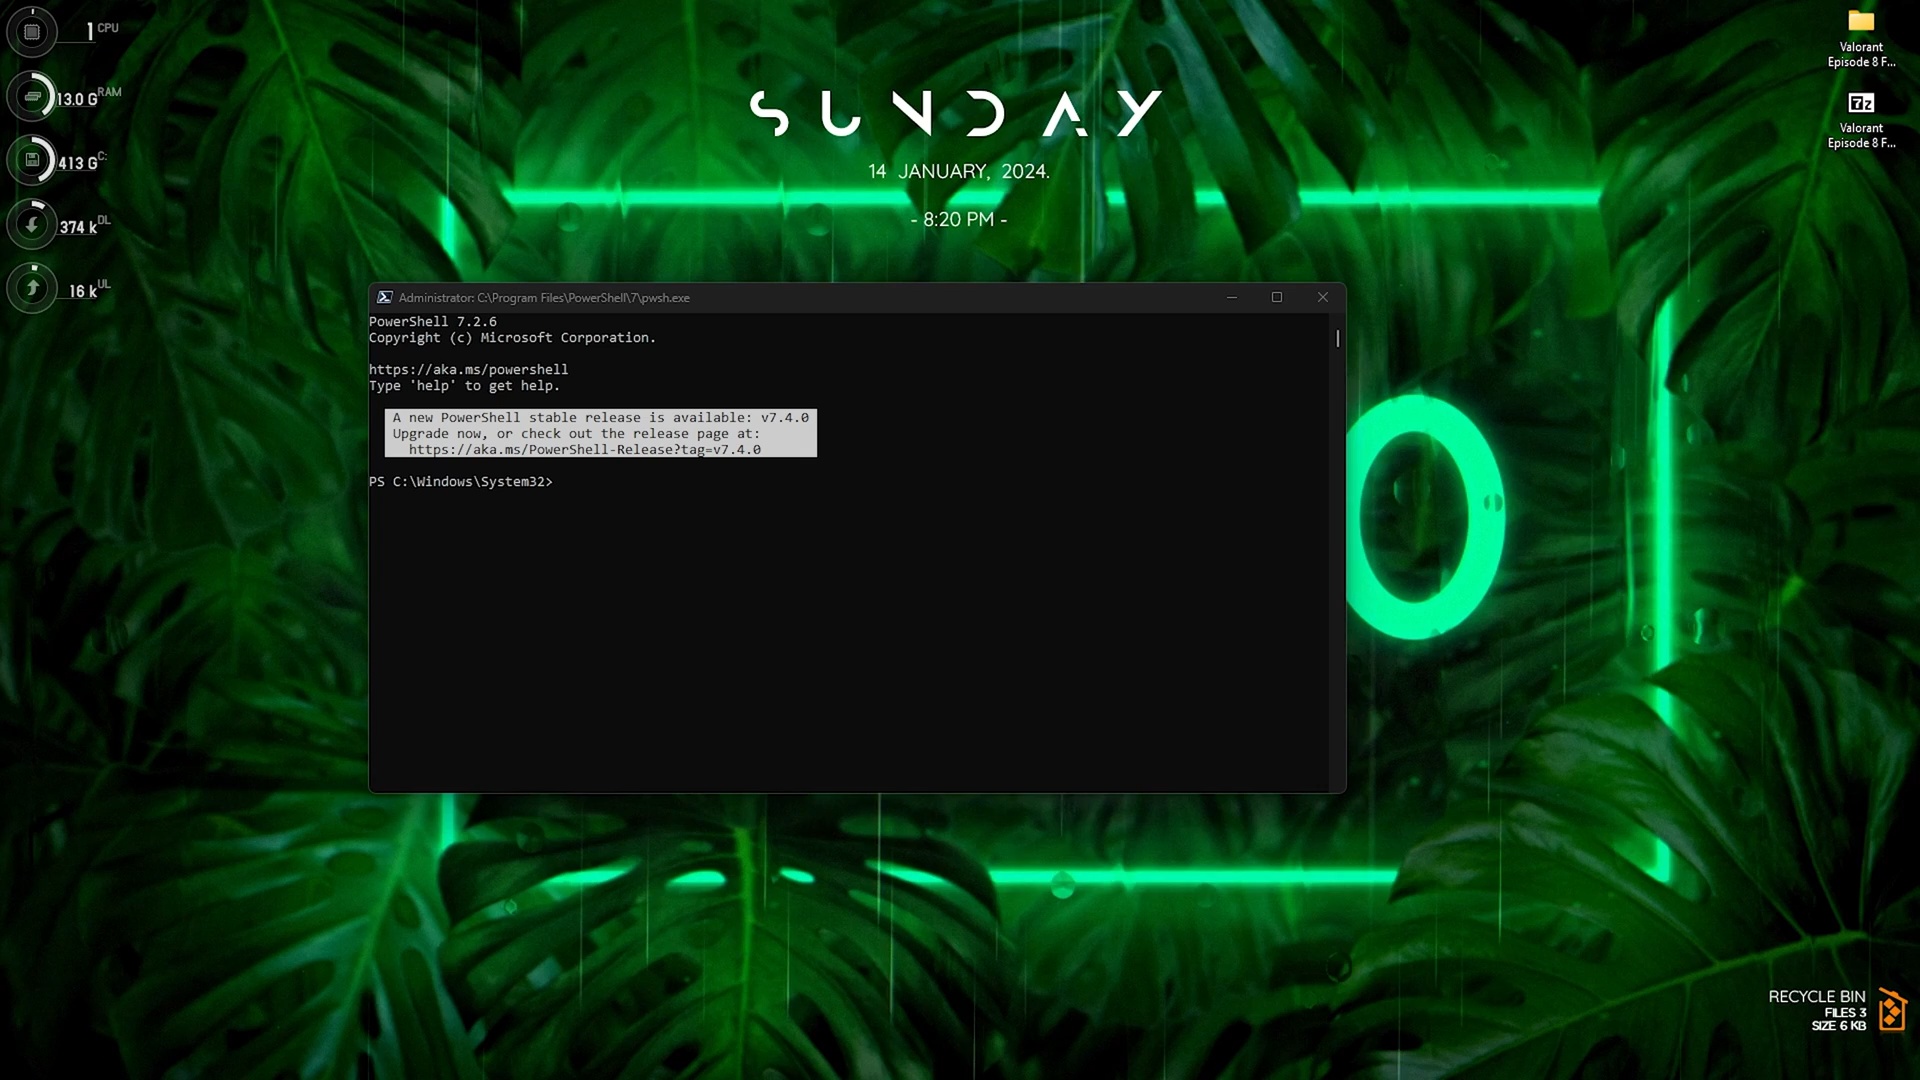 1 CPU
13.0 G RAM
413 G C:
374 k DL
16 k UL
SUNDAY
14 JANUARY, 2024.
- 8:20 PM -
Valorant
Episode 8 F...
7z
Valorant
Episode 8 F...
Administrator: C:\Program Files\PowerShell\7\pwsh.exe
PowerShell 7.2.6
Copyright (c) Microsoft Corporation.
https://aka.ms/powershell
Type 'help' to get help.
A new PowerShell stable release is available: v7.4.0
Upgrade now, or check out the release page at:
https://aka.ms/PowerShell-Release?tag=v7.4.0
PS C:\Windows\System32>
RECYCLE BIN
FILES 3
SIZE 6 KB